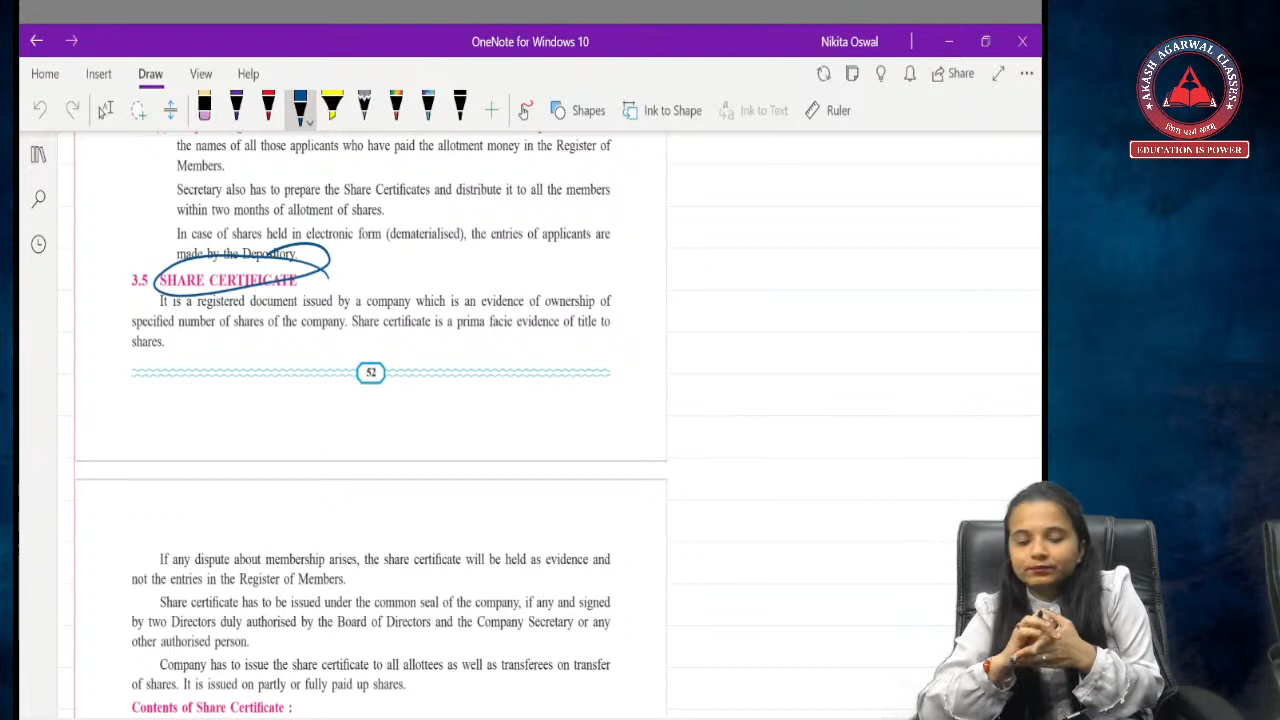 OneNote for Windows 10
Nikita Oswal
Home Insert Draw View Help
Share
Shapes
Ink to Shape
Ink to Text
Ruler
AKASH AGARWAL CLASSES
EDUCATION IS POWER
the names of all those applicants who have paid the allotment money in the Register of
Members.
Secretary also has to prepare the Share Certificates and distribute it to all the members
within two months of allotment of shares.
In case of shares held in electronic form (dematerialised), the entries of applicants are
made by the Depository.
3.5 SHARE CERTIFICATE
It is a registered document issued by a company which is an evidence of ownership of
specified number of shares of the company. Share certificate is a prima facie evidence of title to
shares.
52
If any dispute about membership arises, the share certificate will be held as evidence and
not the entries in the Register of Members.
Share certificate has to be issued under the common seal of the company, if any and signed
by two Directors duly authorised by the Board of Directors and the Company Secretary or any
other authorised person.
Company has to issue the share certificate to all allottees as well as transferees on transfer
of shares. It is issued on partly or fully paid up shares.
Contents of Share Certificate :